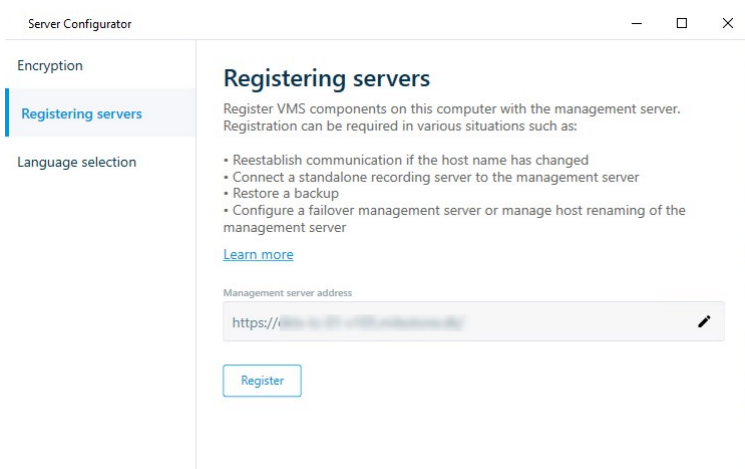 Server Configurator
Encryption
Registering servers
Language selection
Registering servers
Register VMS components on this computer with the management server.
Registration can be required in various situations such as:
• Reestablish communication if the host name has changed
• Connect a standalone recording server to the management server
• Restore a backup
• Configure a failover management server or manage host renaming of the
management server
Learn more
Management server address
https://
Register